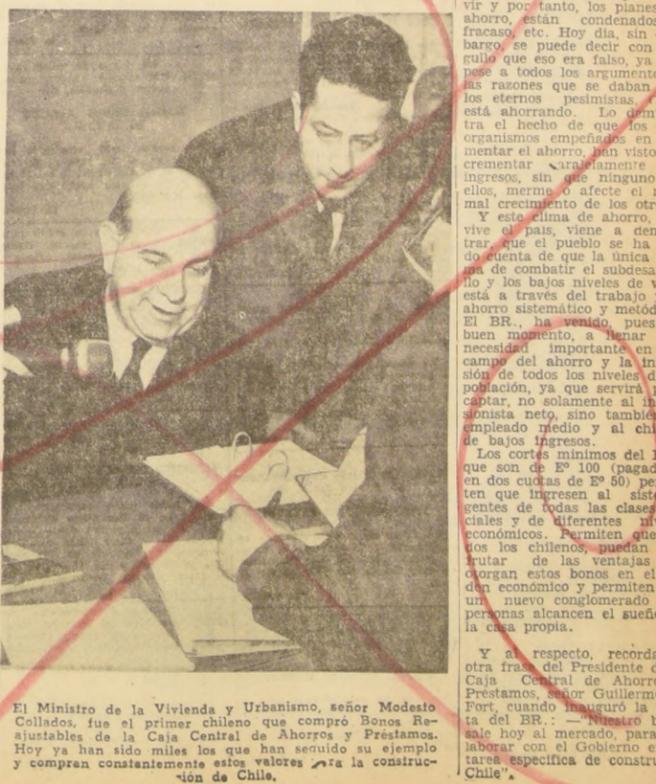 El Ministro de la Vivienda y Urbanismo, señor Modesto
Collados, fue el primer chileno que compró Bonos Re-
ajustables de la Caja Central de Ahorros y Préstamos.
Hoy ya han sido miles los que han seguido su ejemplo
y compran constantemente estos valores para la construc-
ción de Chile.
vir y por tanto, los planes
ahorro, están condenados
fracaso, etc. Hoy día, sin
bargo, se puede decir con
gullo que eso era falso, ya
pese a todos los argumento
las razones que se daban
los eternos pesimistas,
está ahorrando. Lo dem
tra el hecho de que los
organismos empeñados en
mentar el ahorro, han visto
crementar paralelamente
ingresos, sin que ninguno
ellos, merme o afecte el
mal crecimiento de los otr
Y este clima de ahorro,
vive el país, viene a dem
trar, que el pueblo se ha
do cuenta de que la única
ma de combatir el subdesa
llo y los bajos niveles de v
está a través del trabajo
ahorro sistemático y metód
El BR., ha venido, pues
buen momento, a llenar
necesidad importante en
campo del ahorro y la in
sión de todos los niveles d
población, ya que servirá
captar, no solamente al in
sionista neto, sino tambié
empleado medio y al chi
de bajos ingresos.
Los cortes mínimos del
que son de Eº 100 (pagad
en dos cuotas de Eº 50) pe
ten que ingresen al siste
gentes de todas las clases
ciales y de diferentes niv
económicos. Permiten que
dos los chilenos, puedan
frutar de las ventajas
otorgan estos bonos en el
den económico y permiten
un nuevo conglomerado
personas alcancen el sueño
la casa propia.
Y al respecto, recorda
otra frase del Presidente d
Caja Central de Ahorro
Préstamos, señor Guillermo
Fort, cuando inauguró la
ta del BR.: —"Nuestro b
sale hoy al mercado, para
laborar con el Gobierno e
tarea específica de constru
Chile".